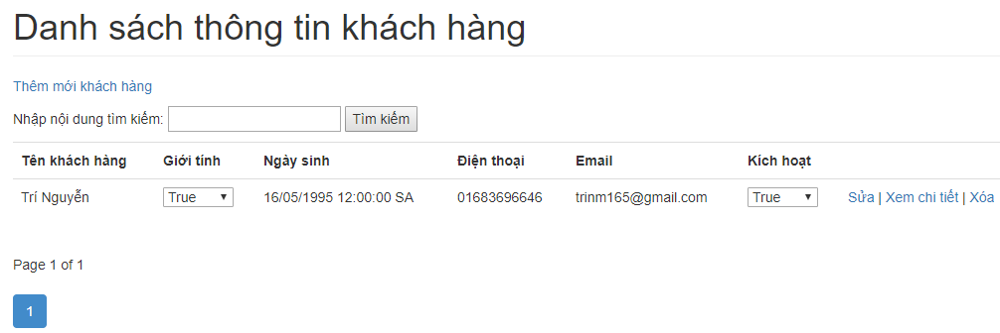 Danh sách thông tin khách hàng
Thêm mới khách hàng
Nhập nội dung tìm kiếm: Tìm kiếm
Tên khách hàng Giới tính Ngày sinh Điện thoại Email Kích hoạt
Trí Nguyễn True 16/05/1995 12:00:00 SA 01683696646 trinm165@gmail.com True Sửa | Xem chi tiết | Xóa
Page 1 of 1
1